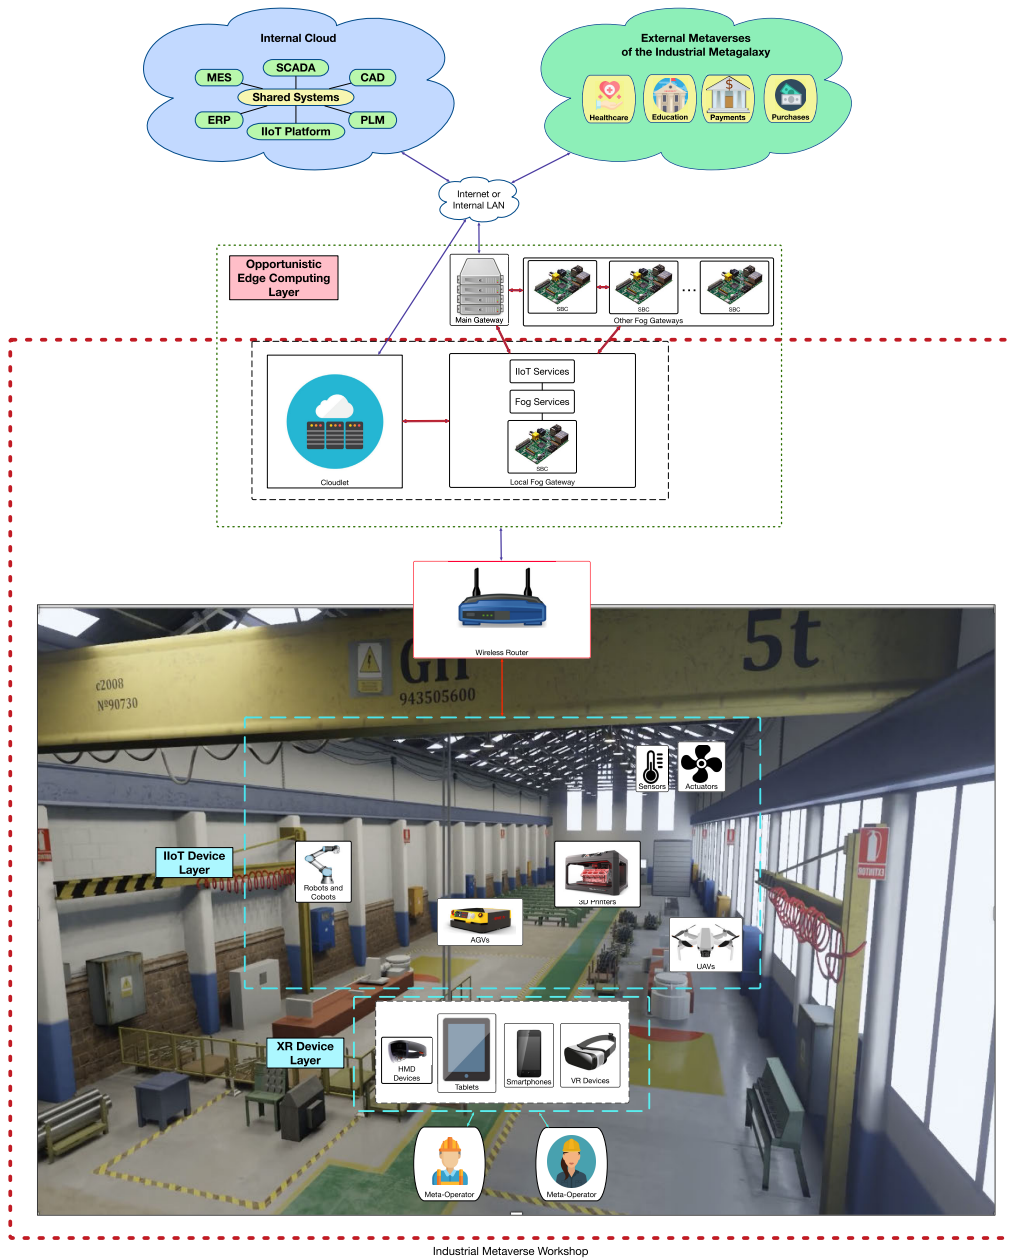 Internal Cloud
SCADA
MES
CAD
Shared Systems
ERP
PLM
IIoT Platform
External Metaverses
of the Industrial Metagalaxy
Healthcare
Education
$
Payments
Purchases
Internet or
Internal LAN
Opportunistic
Edge Computing
Layer
Main Gateway
SBC
SBC
...
SBC
Other Fog Gateways
IIoT Services
Fog Services
SBC
Local Fog Gateway
Cloudlet
Wireless Router
c2008
Nº90730
GH
943505600
5t
Sensors
Actuators
IIoT Device
Layer
Robots and
Cobots
3D Printers
AGVs
UAVs
EXTINTOR
XR Device
Layer
HMD
Devices
Tablets
Smartphones
VR Devices
Meta-Operator
Meta-Operator
Industrial Metaverse Workshop